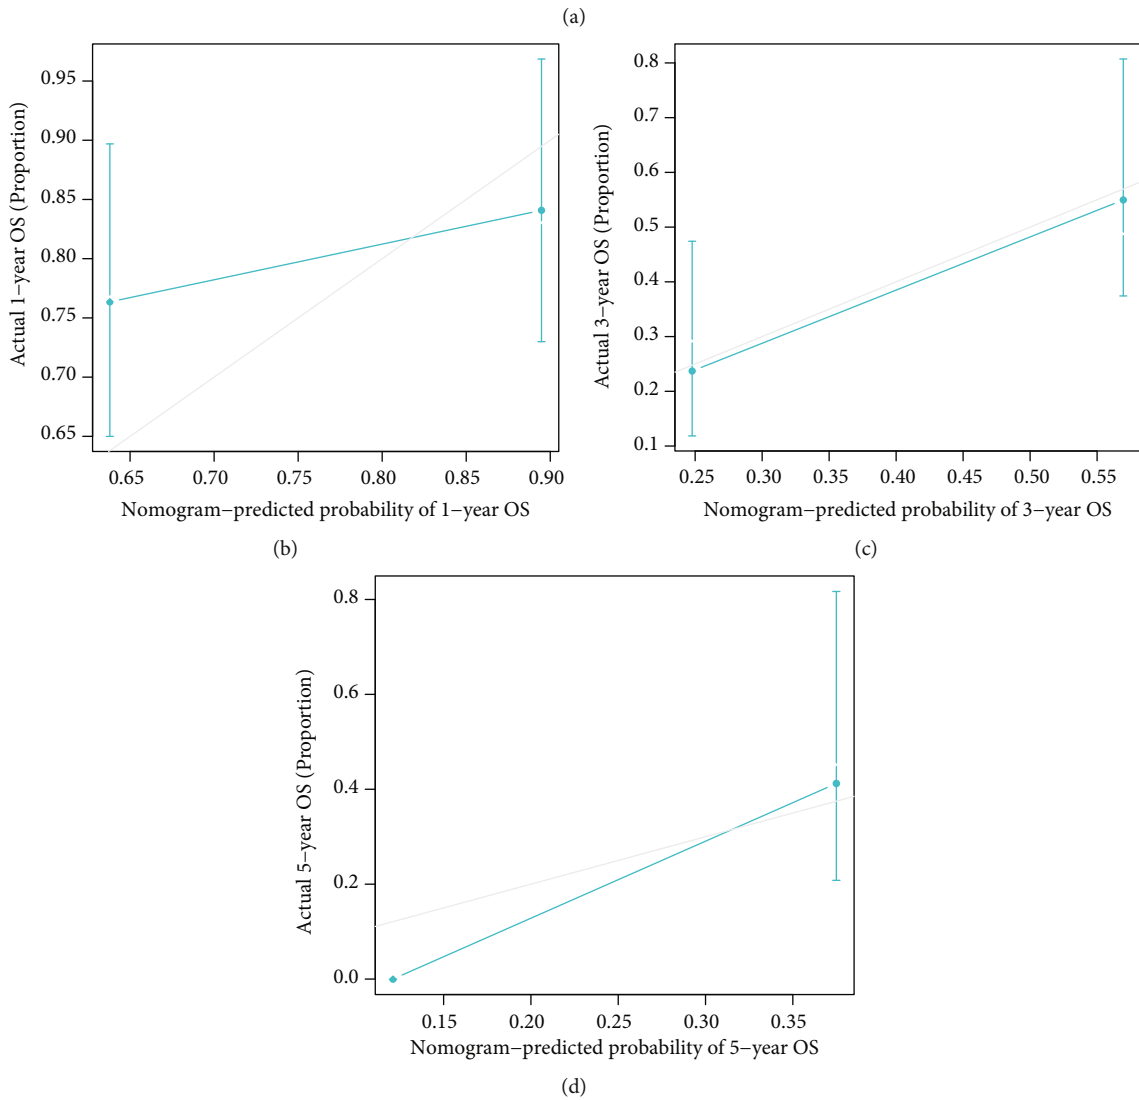 (a)
Actual 1−year OS (Proportion)
0.95
0.90
0.85
0.80
0.75
0.70
0.65
0.65 0.70 0.75 0.80 0.85 0.90
Nomogram−predicted probability of 1−year OS
(b)
Actual 3−year OS (Proportion)
0.8
0.7
0.6
0.5
0.4
0.3
0.2
0.1
0.25 0.30 0.35 0.40 0.45 0.50 0.55
Nomogram−predicted probability of 3−year OS
(c)
Actual 5−year OS (Proportion)
0.8
0.6
0.4
0.2
0.0
0.15 0.20 0.25 0.30 0.35
Nomogram−predicted probability of 5−year OS
(d)